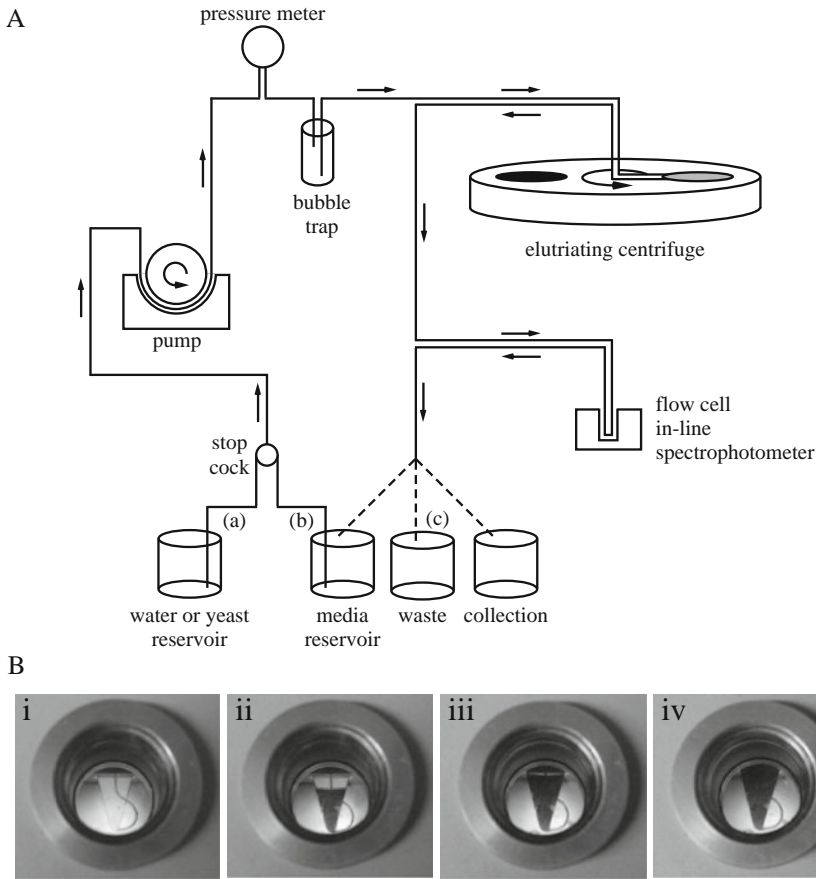 A
pressure meter
bubble
trap
elutriating centrifuge
pump
flow cell
in-line
spectrophotometer
stop
cock
(a)
(b)
(c)
water or yeast
reservoir
media
reservoir
waste
collection
B
i
ii
iii
iv